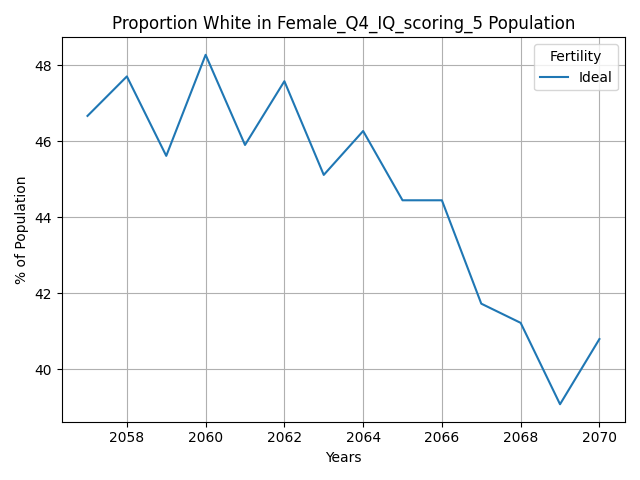 Proportion White in Female_Q4_IQ_scoring_5 Population
Fertility
Ideal
% of Population
48
46
44
42
40
2058 2060 2062 2064 2066 2068 2070
Years